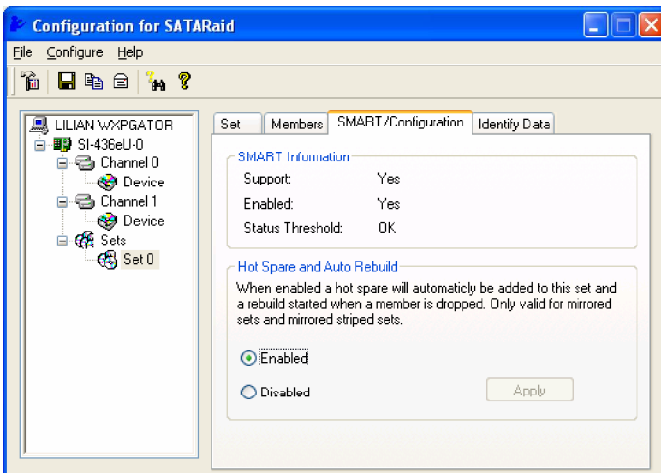 Configuration for SATARaid
File Configure Help
LILIAN WXPGATOR
SI-436eU-0
Channel 0
Device
Channel 1
Device
Sets
Set 0
Set Members SMART/Configuration Identify Data
SMART Information
Support: Yes
Enabled: Yes
Status Threshold: OK
Hot Spare and Auto Rebuild
When enabled a hot spare will automaticly be added to this set and
a rebuild started when a member is dropped. Only valid for mirrored
sets and mirrored striped sets.
Enabled
Disabled
Apply